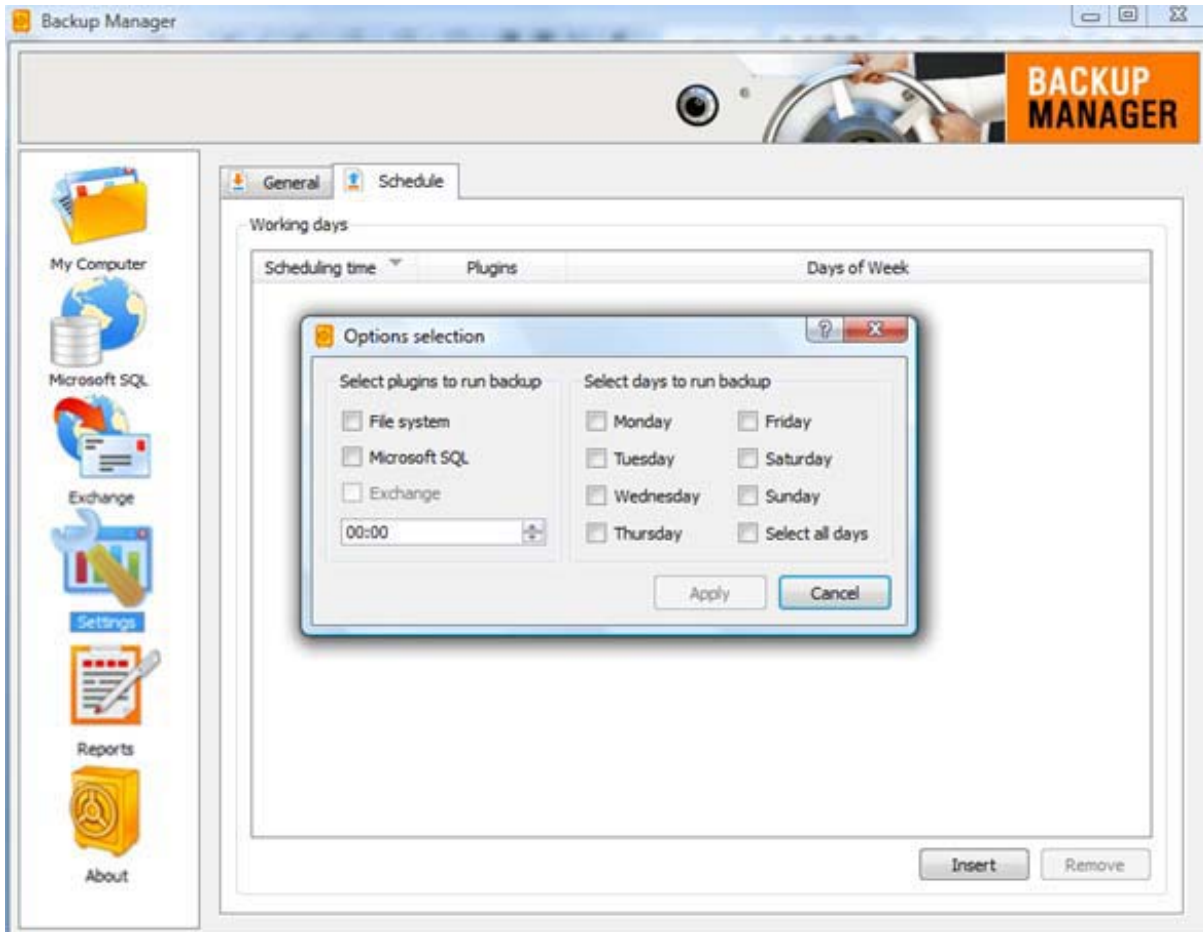 Backup Manager
BACKUP
MANAGER
My Computer
Microsoft SQL
Exchange
Settings
Reports
About
General Schedule
Working days
Scheduling time Plugins Days of Week
Options selection
Select plugins to run backup
File system
Microsoft SQL
Exchange
00:00
Select days to run backup
Monday Friday
Tuesday Saturday
Wednesday Sunday
Thursday Select all days
Apply Cancel
Insert Remove